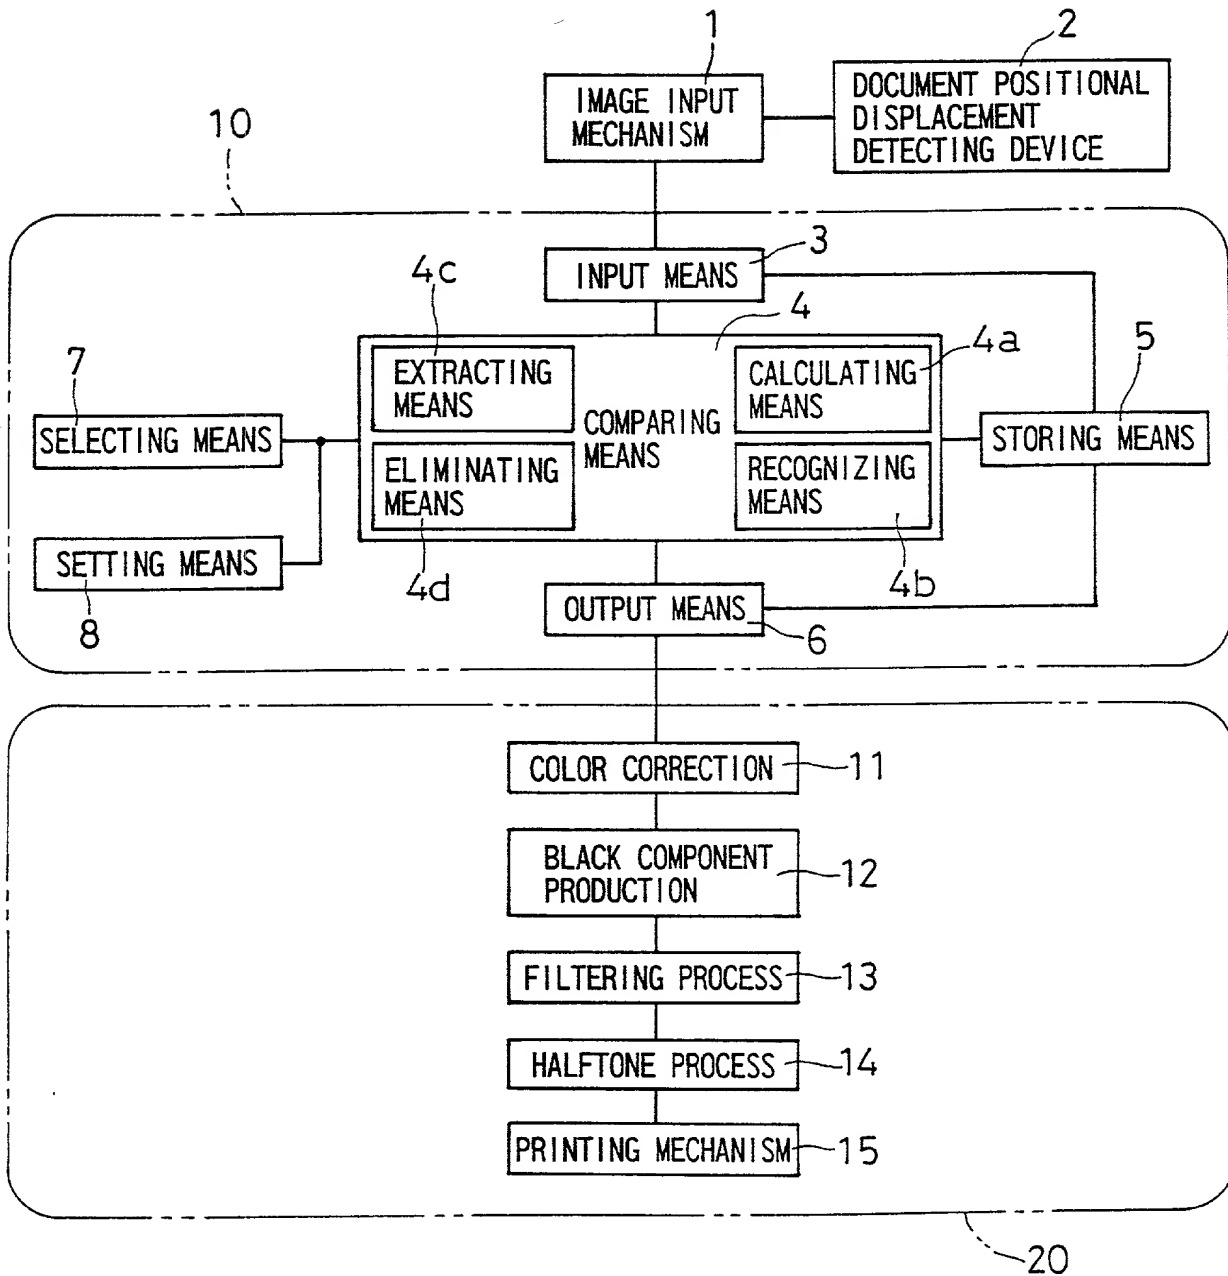 1
2
IMAGE INPUT
MECHANISM
DOCUMENT POSITIONAL
DISPLACEMENT
DETECTING DEVICE
10
3
INPUT MEANS
4c
4
4a
EXTRACTING
MEANS
CALCULATING
MEANS
5
7
COMPARING
MEANS
SELECTING MEANS
STORING MEANS
ELIMINATING
MEANS
RECOGNIZING
MEANS
SETTING MEANS
8
4d
4b
OUTPUT MEANS
6
COLOR CORRECTION
11
BLACK COMPONENT
PRODUCTION
12
FILTERING PROCESS
13
HALFTONE PROCESS
14
PRINTING MECHANISM
15
20